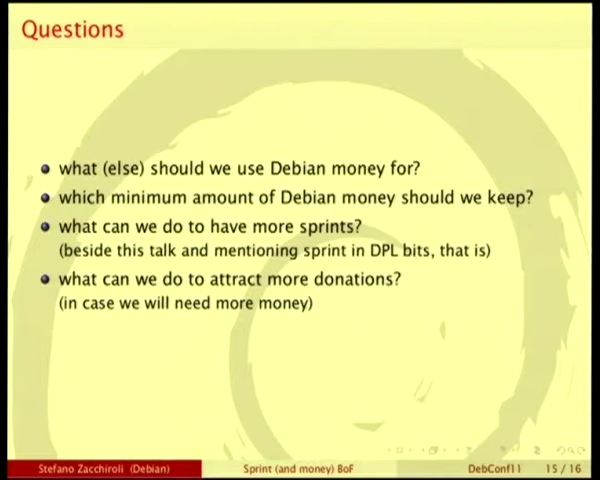 Questions
what (else) should we use Debian money for?
which minimum amount of Debian money should we keep?
what can we do to have more sprints?
(beside this talk and mentioning sprint in DPL bits, that is)
what can we do to attract more donations?
(in case we will need more money)
Stefano Zacchiroli (Debian) Sprint (and money) BoF DebConf11 15 / 16